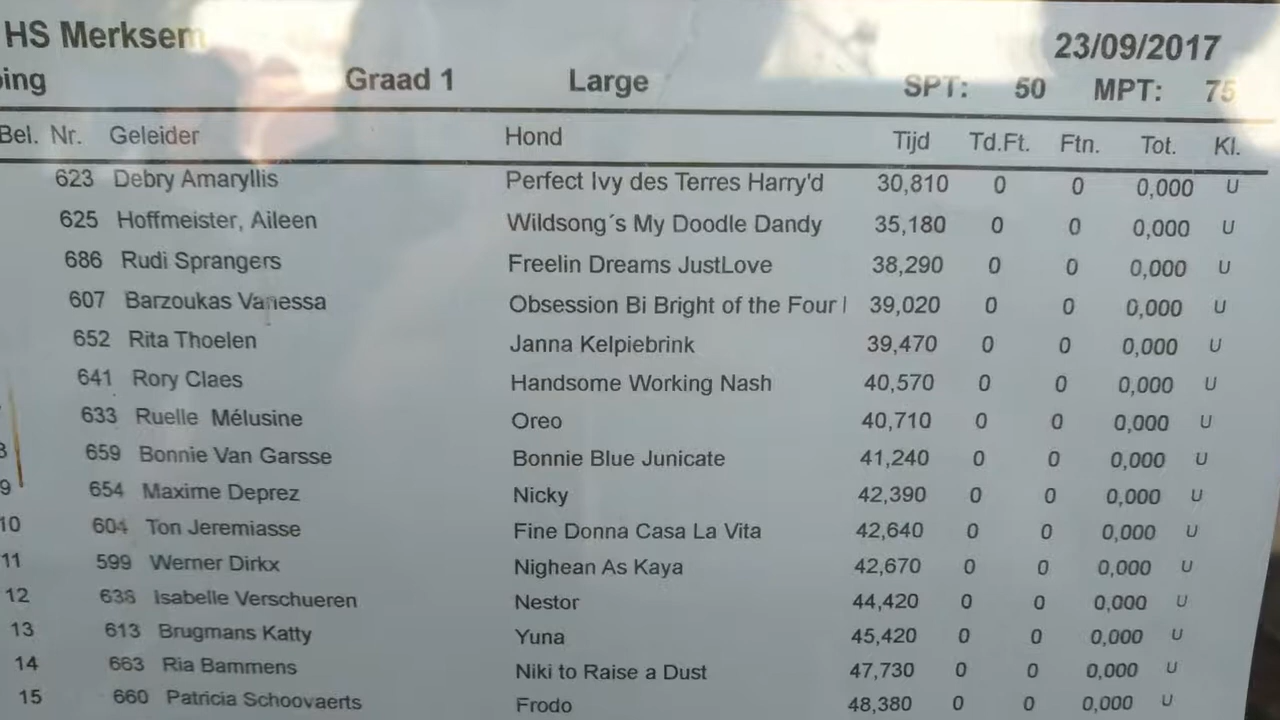 HS Merksem 23/09/2017
ing Graad 1 Large SPT: 50 MPT: 75
Bel. Nr. Geleider Hond Tijd Td.Ft. Ftn. Tot. Kl.
623 Debry Amaryllis Perfect Ivy des Terres Harry'd 30,810 0 0 0,000 U
625 Hoffmeister, Aileen Wildsong´s My Doodle Dandy 35,180 0 0 0,000 U
686 Rudi Sprangers Freelin Dreams JustLove 38,290 0 0 0,000 U
607 Barzoukas Vanessa Obsession Bi Bright of the Four 39,020 0 0 0,000 U
652 Rita Thoelen Janna Kelpiebrink 39,470 0 0 0,000 U
641 Rory Claes Handsome Working Nash 40,570 0 0 0,000 U
633 Ruelle Mélusine Oreo 40,710 0 0 0,000 U
8 659 Bonnie Van Garsse Bonnie Blue Junicate 41,240 0 0 0,000 U
9 654 Maxime Deprez Nicky 42,390 0 0 0,000 U
10 604 Ton Jeremiasse Fine Donna Casa La Vita 42,640 0 0 0,000 U
11 599 Werner Dirkx Nighean As Kaya 42,670 0 0 0,000 U
12 638 Isabelle Verschueren Nestor 44,420 0 0 0,000 U
13 613 Brugmans Katty Yuna 45,420 0 0 0,000 U
14 663 Ria Bammens Niki to Raise a Dust 47,730 0 0 0,000 U
15 660 Patricia Schoovaerts Frodo 48,380 0 0 0,000 U